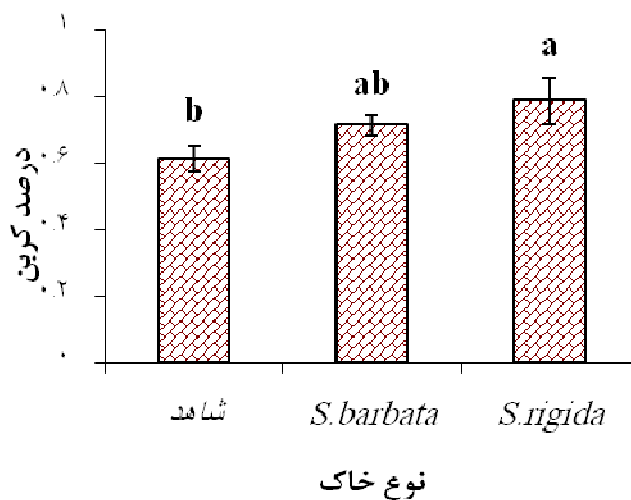 ۱
۰.۸
۰.۶
۰.۴
۰.۲
۰
درصد کربن
b
ab
a
شاهد
S.barbata
S.rigida
نوع خاک